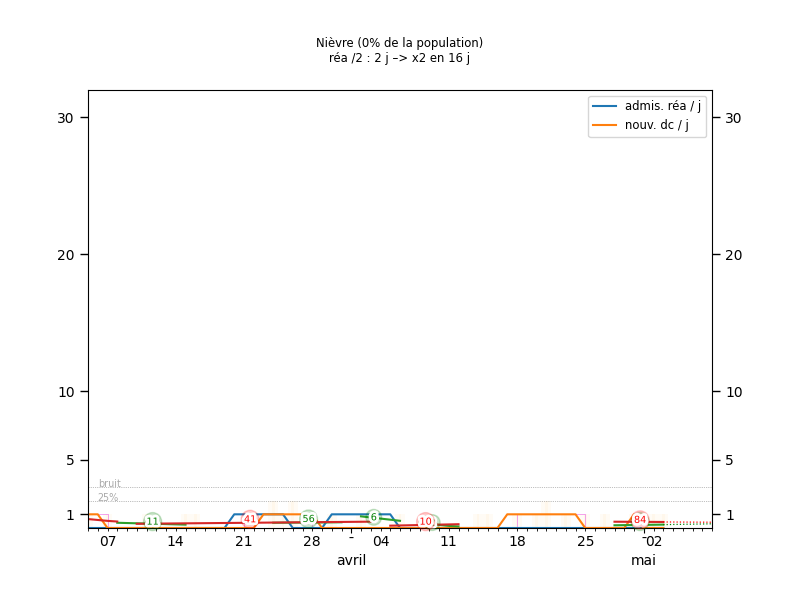 Nièvre (0% de la population)
réa /2 : 2 j –> x2 en 16 j
admis. réa / j
nouv. dc / j
30 30
20 20
10 10
5 5
1 1
bruit
25%
11 41 56 6 10 84
07 14 21 28 - 04 11 18 25 -02
avril mai